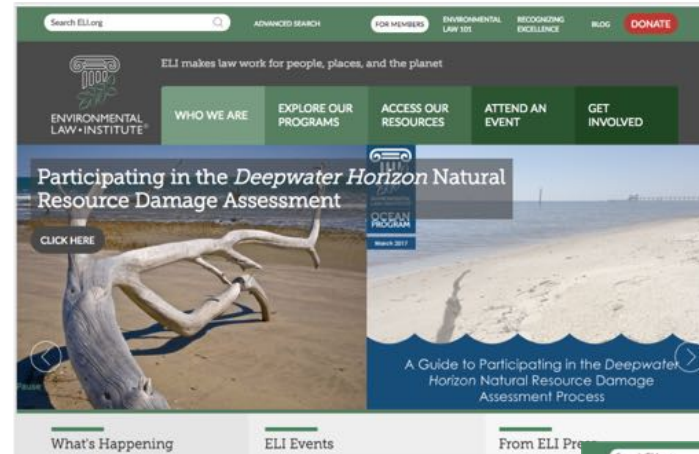 Search ELI.org
ADVANCED SEARCH
FOR MEMBERS
ENVIRONMENTAL
LAW 101
RECOGNIZING
EXCELLENCE
BLOG
DONATE
ELI makes law work for people, places, and the planet
ENVIRONMENTAL
LAW•INSTITUTE®
WHO WE ARE
EXPLORE OUR
PROGRAMS
ACCESS OUR
RESOURCES
ATTEND AN
EVENT
GET
INVOLVED
Participating in the Deepwater Horizon Natural
Resource Damage Assessment
CLICK HERE
OCEAN
PROGRAM
March 2017
Pause
A Guide to Participating in the Deepwater
Horizon Natural Resource Damage
Assessment Process
What's Happening
ELI Events
From ELI Press